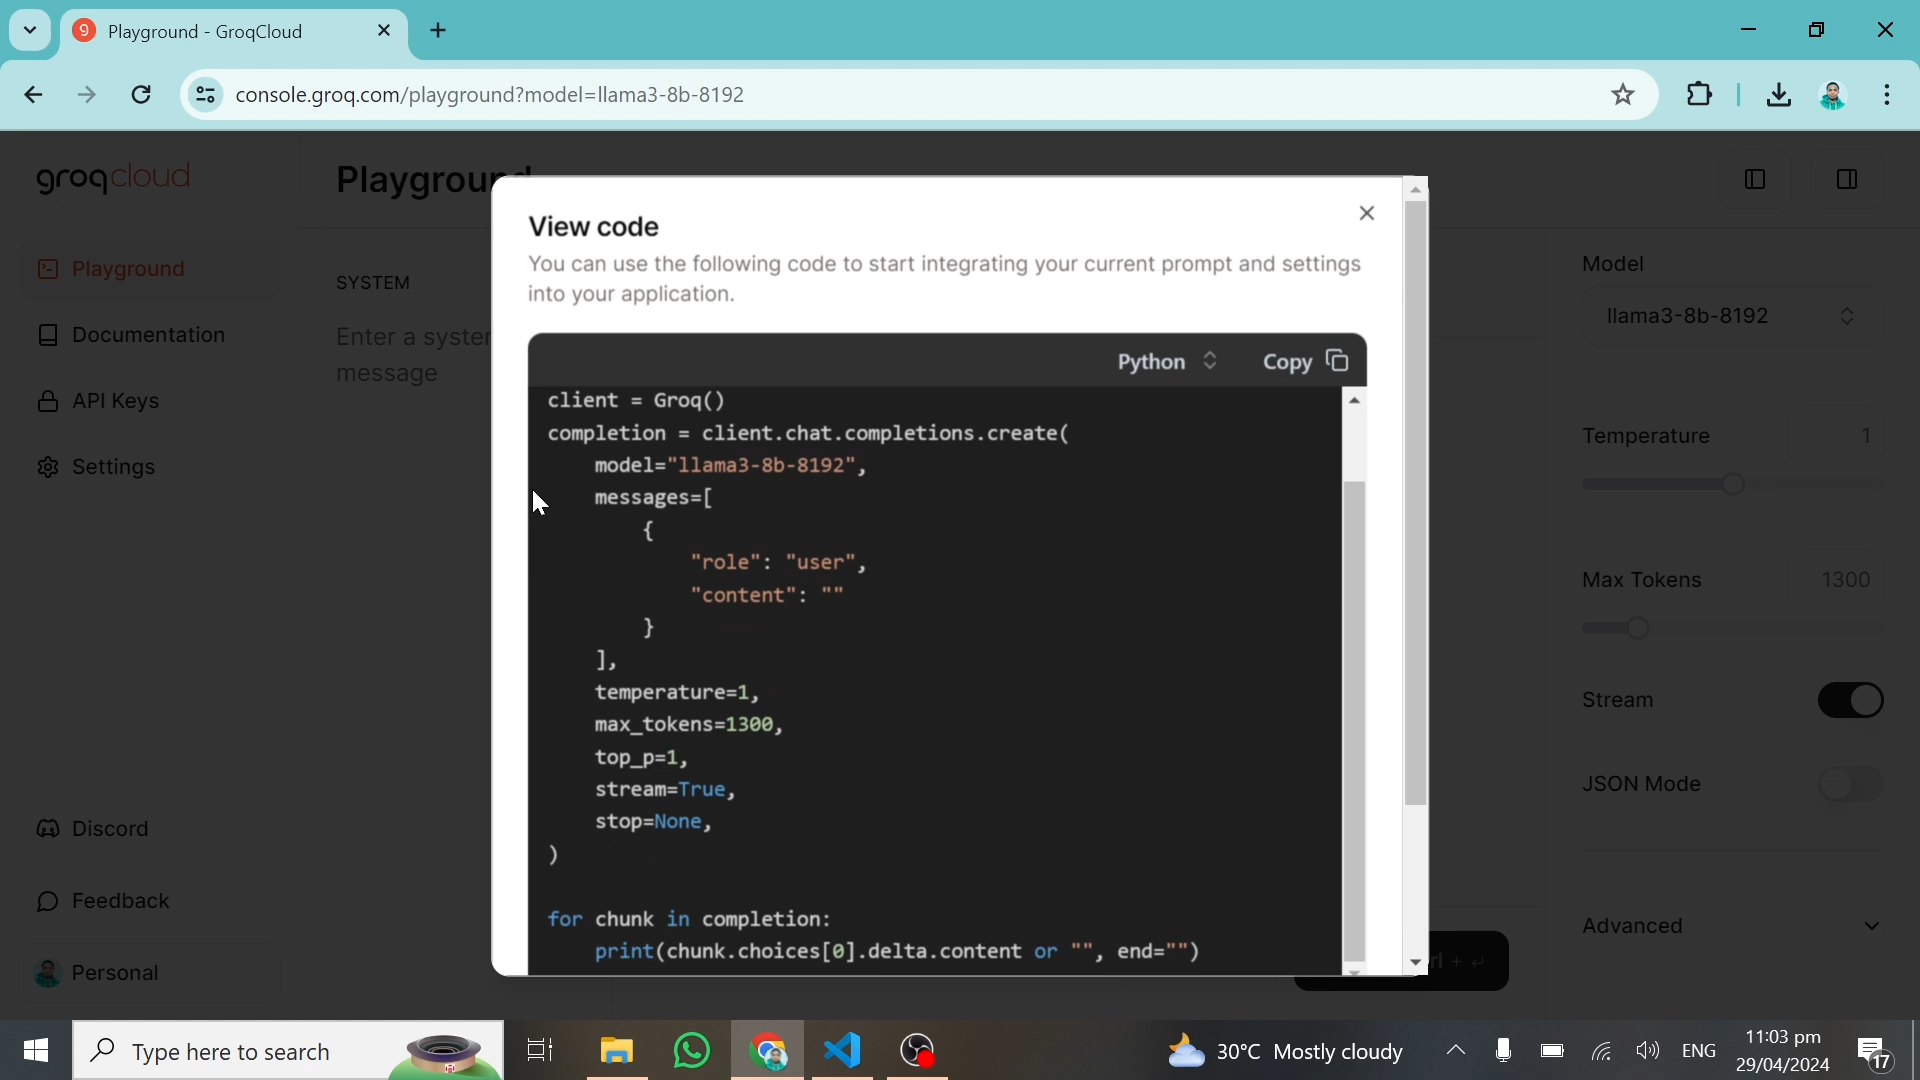 9
Playground - GroqCloud
console.groq.com/playground?model=llama3-8b-8192
groqcloud
Playground
Documentation
API Keys
Settings
Discord
Feedback
Personal
SYSTEM
Enter a system
message
View code
You can use the following code to start integrating your current prompt and settings
into your application.
Python
Copy
client = Groq()
completion = client.chat.completions.create(
    model="llama3-8b-8192",
    messages=[
        {
            "role": "user",
            "content": ""
        }
    ],
    temperature=1,
    max_tokens=1300,
    top_p=1,
    stream=True,
    stop=None,
)
for chunk in completion:
    print(chunk.choices[0].delta.content or "", end="")
Model
llama3-8b-8192
Temperature
1
Max Tokens
1300
Stream
JSON Mode
Advanced
Type here to search
30°C Mostly cloudy
ENG
11:03 pm
29/04/2024
17